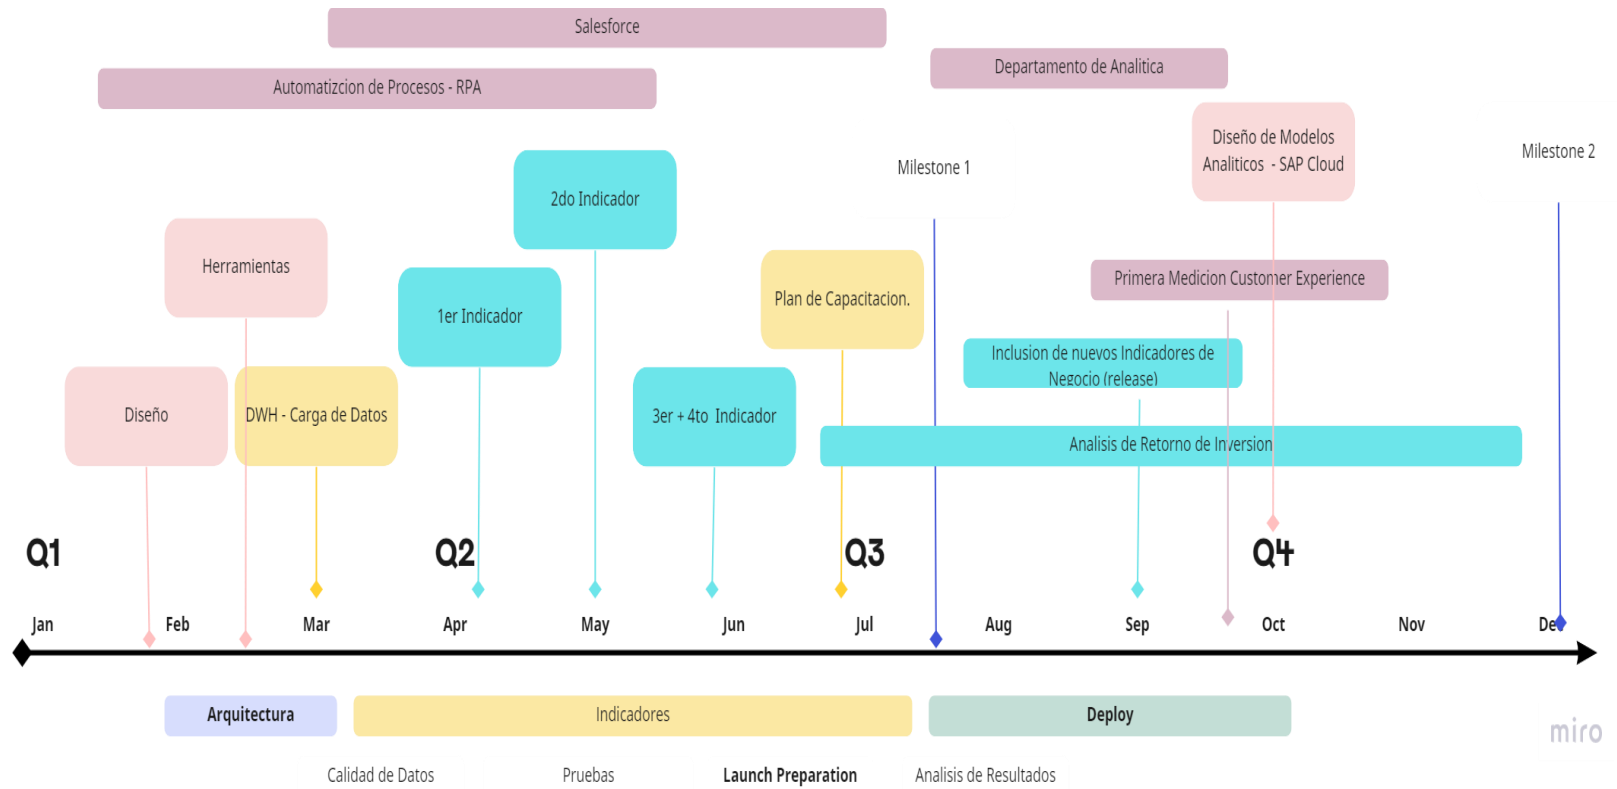 Salesforce
Departamento de Analitica
Automatizcion de Procesos - RPA
Diseño de Modelos
Analiticos - SAP Cloud
Milestone 1
Milestone 2
2do Indicador
Herramientas
Primera Medicion Customer Experience
Plan de Capacitacion.
1er Indicador
Inclusion de nuevos Indicadores de
Negocio (release)
Diseño
DWH - Carga de Datos
3er + 4to Indicador
Analisis de Retorno de Inversion
Q1
Q2
Q3
Q4
Jan
Feb
Mar
Apr
May
Jun
Jul
Aug
Sep
Oct
Nov
Dec
Arquitectura
Indicadores
Deploy
miro
Calidad de Datos
Pruebas
Launch Preparation
Analisis de Resultados